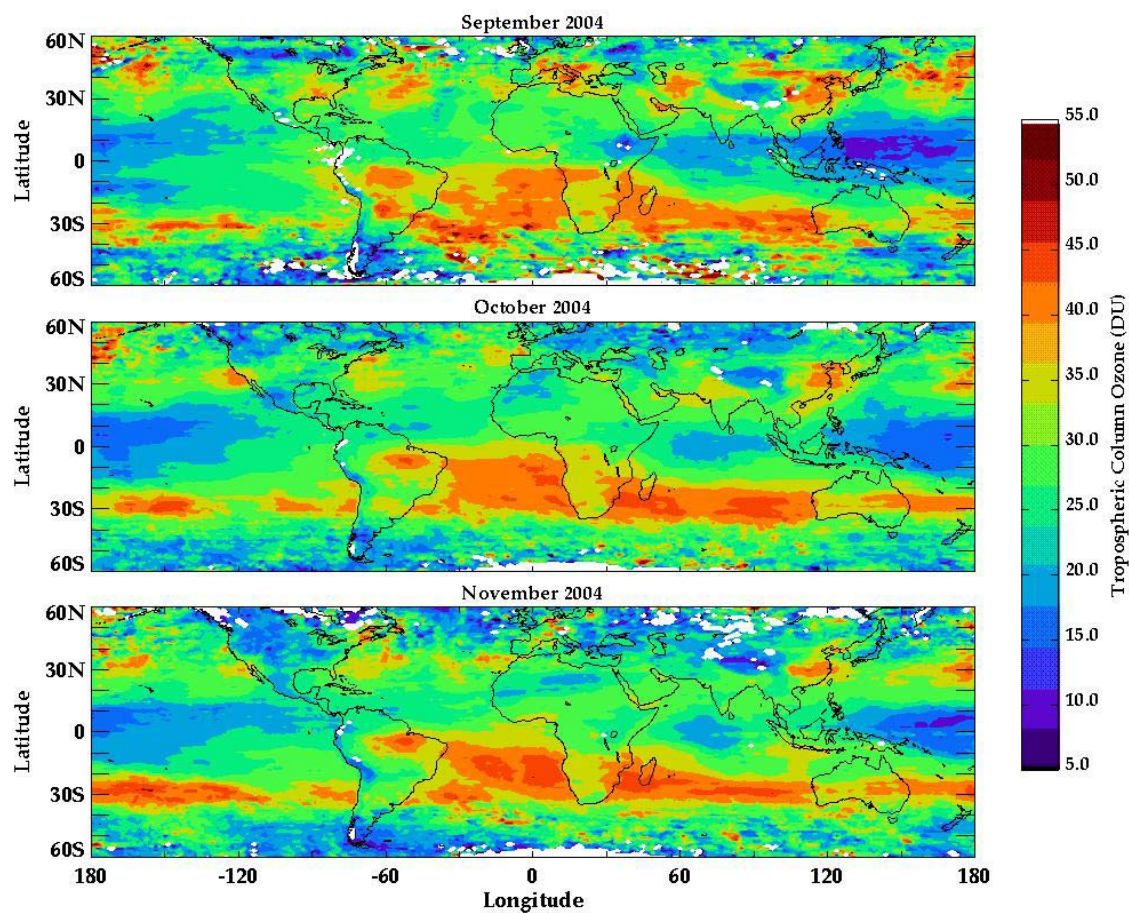 September 2004
60N
30N
0
30S
60S
Latitude
October 2004
60N
30N
0
30S
60S
Latitude
November 2004
60N
30N
0
30S
60S
Latitude
180 -120 -60 0 60 120 180
Longitude
55.0
50.0
45.0
40.0
35.0
30.0
25.0
20.0
15.0
10.0
5.0
Tropospheric Column Ozone (DU)